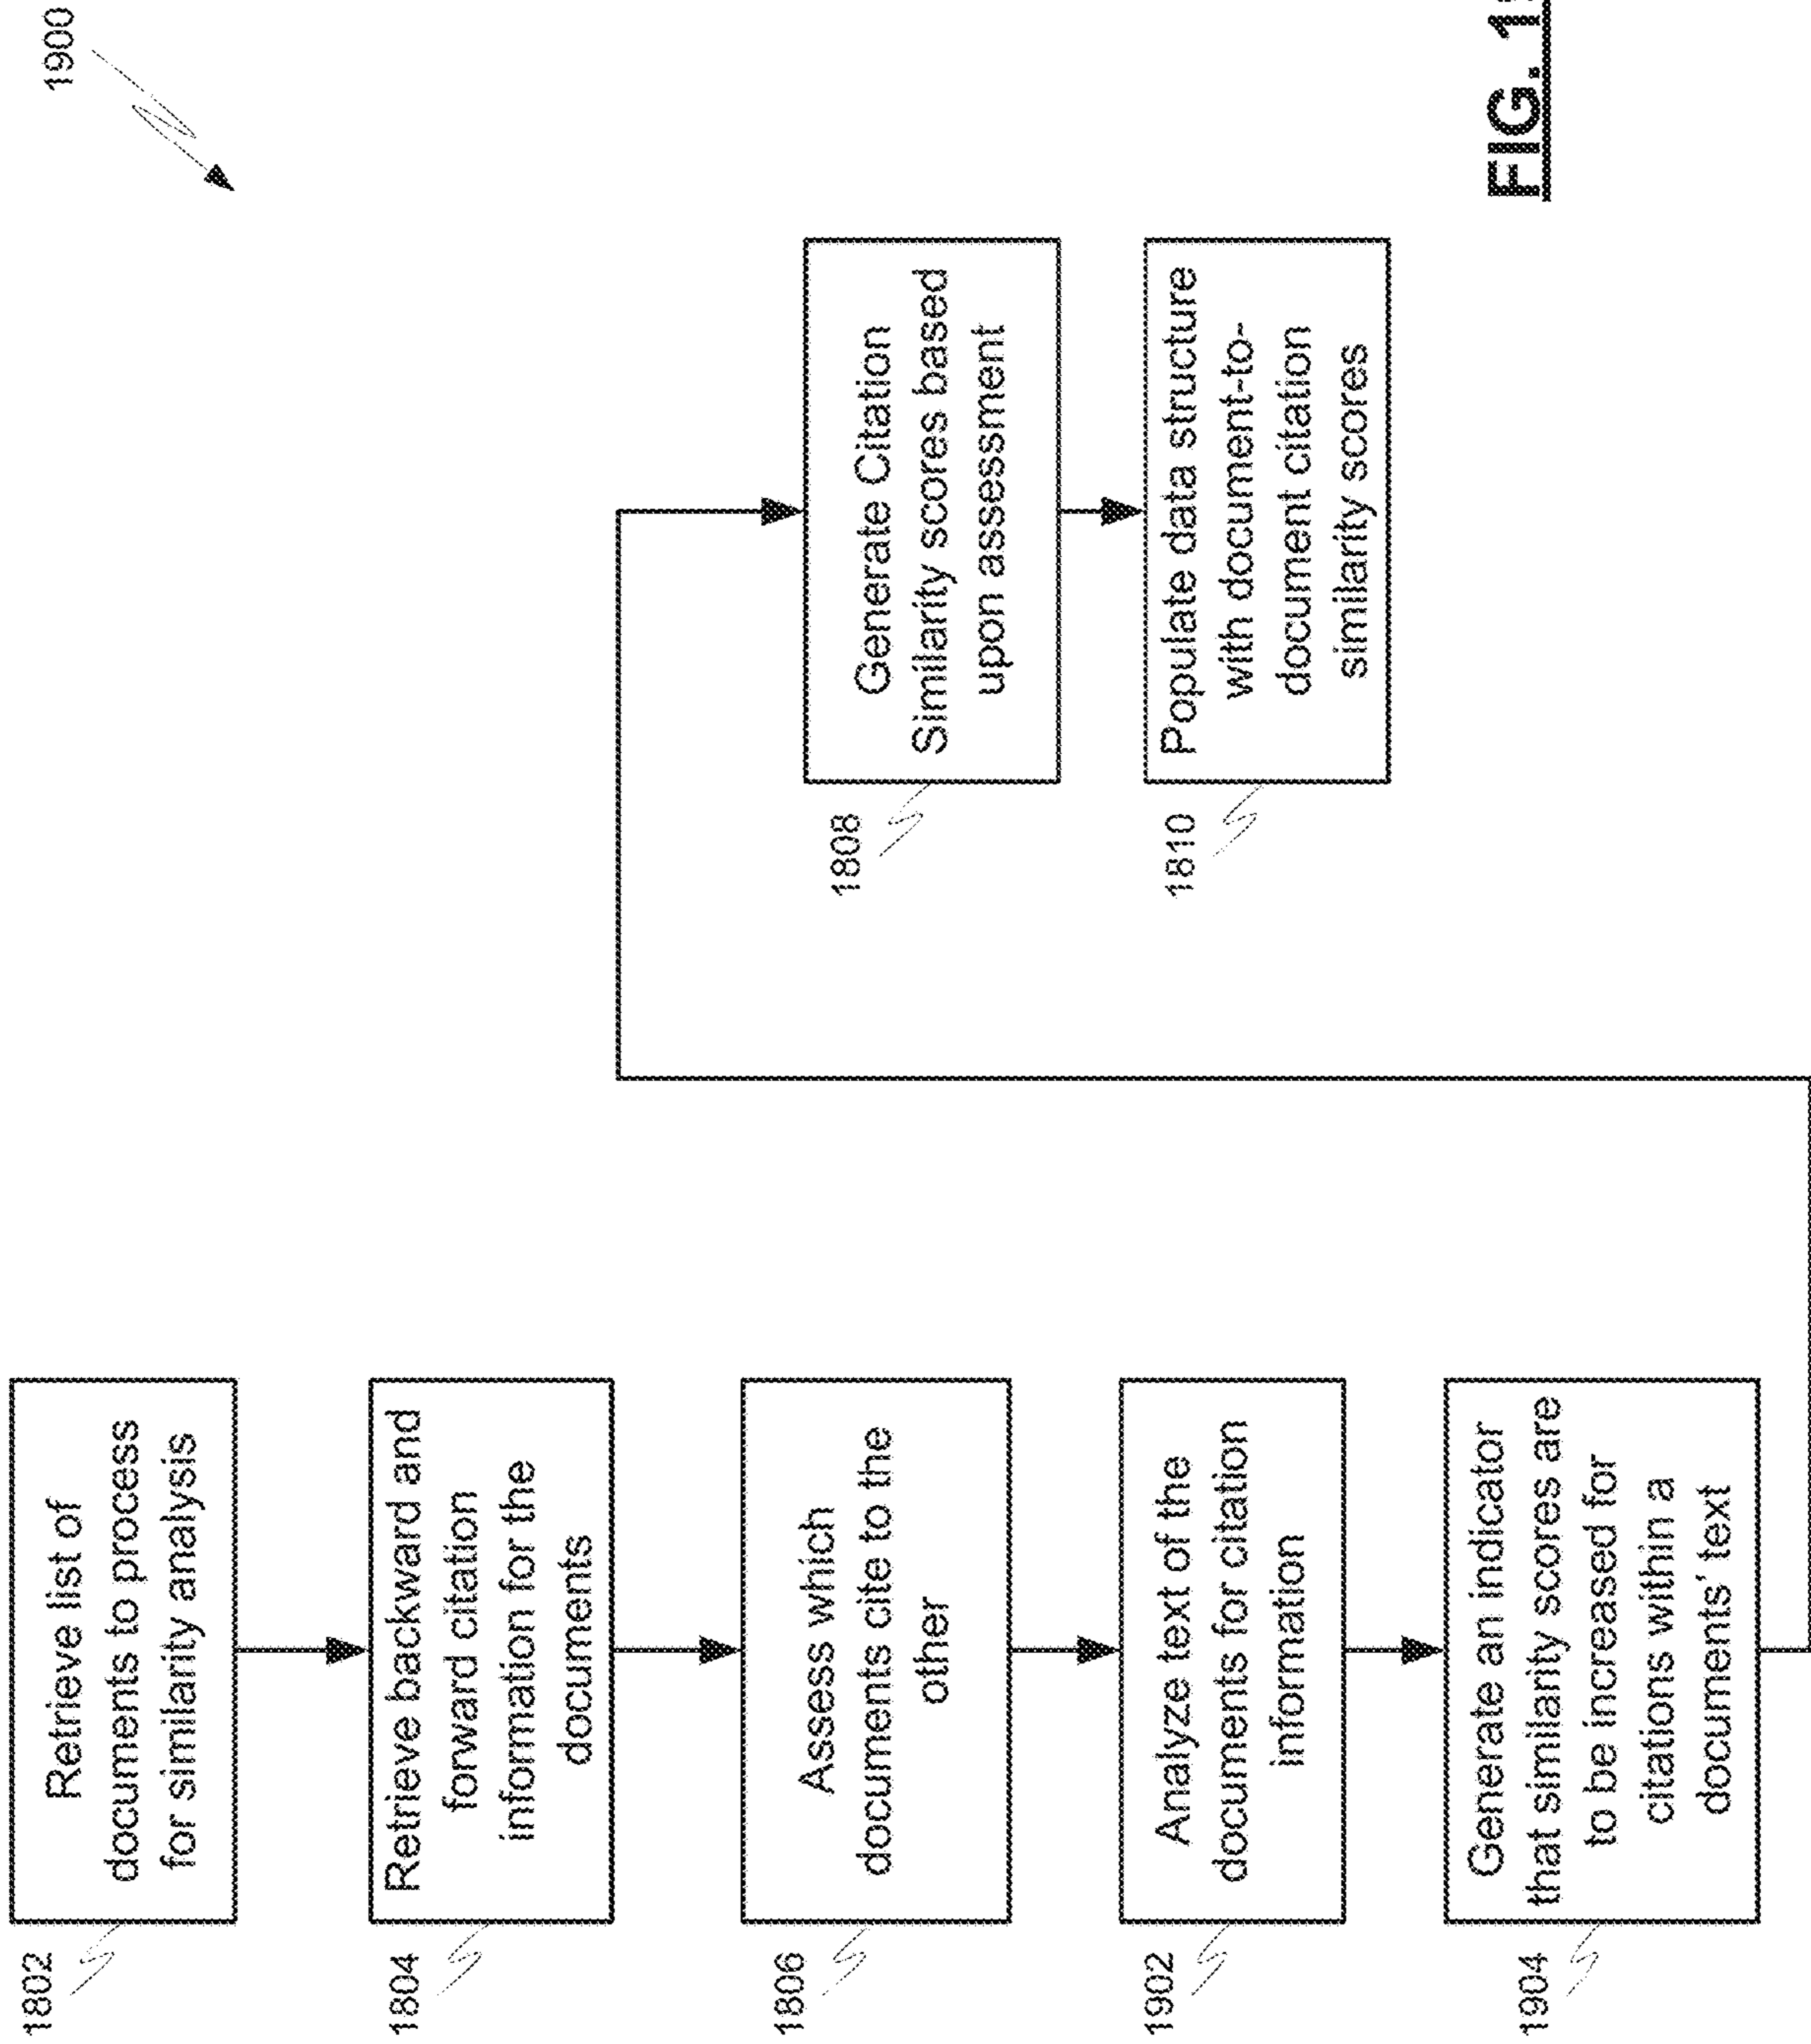 1900
1802
Retrieve list of
documents to process
for similarity analysis
1804
Retrieve backward and
forward citation
information for the
documents
1806
Assess which
documents cite to the
other
1902
Analyze text of the
documents for citation
information
1904
Generate an indicator
that similarity scores are
to be increased for
citations within a
documents' text
1808
Generate Citation
Similarity scores based
upon assessment
1810
Populate data structure
with document-to-
document citation
similarity scores
FIG. 1